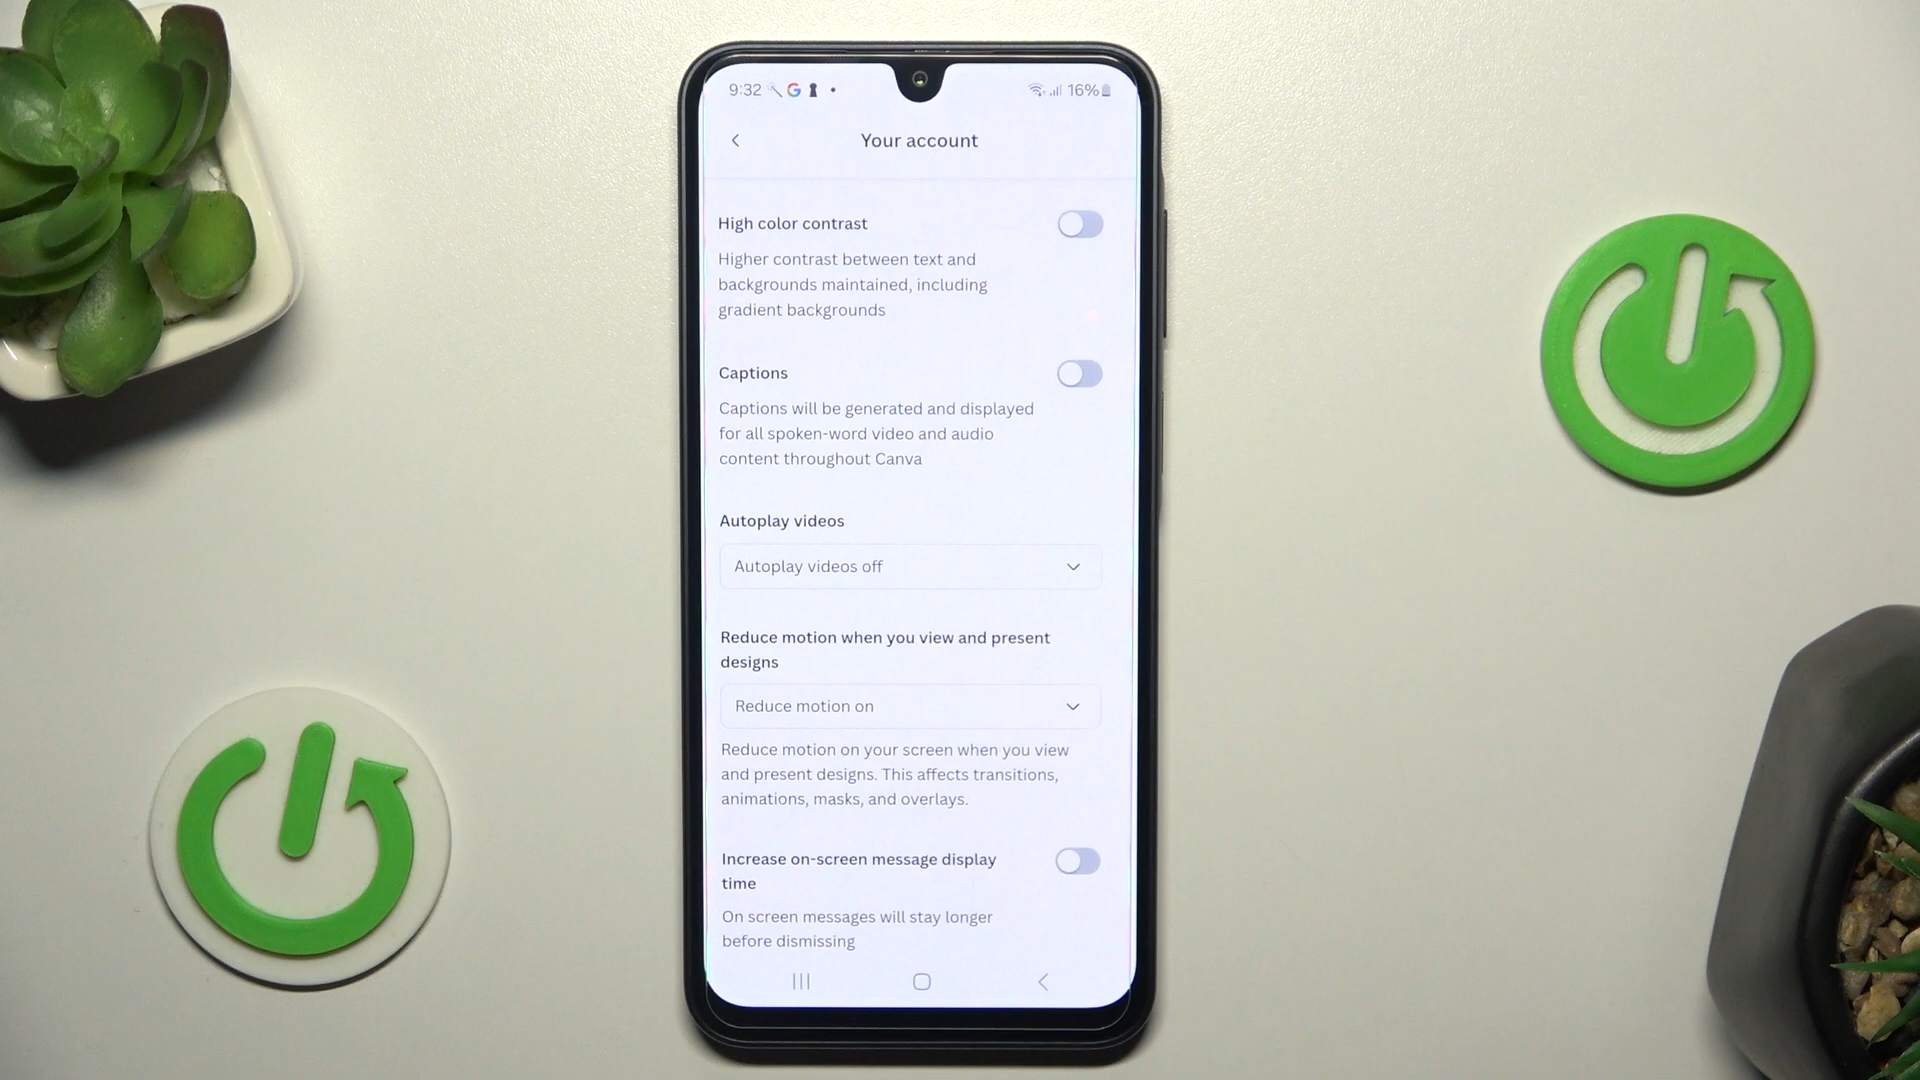 9:32 G 16%
Your account
High color contrast
Higher contrast between text and
backgrounds maintained, including
gradient backgrounds
Captions
Captions will be generated and displayed
for all spoken-word video and audio
content throughout Canva
Autoplay videos
Autoplay videos off
Reduce motion when you view and present
designs
Reduce motion on
Reduce motion on your screen when you view
and present designs. This affects transitions,
animations, masks, and overlays.
Increase on-screen message display
time
On screen messages will stay longer
before dismissing